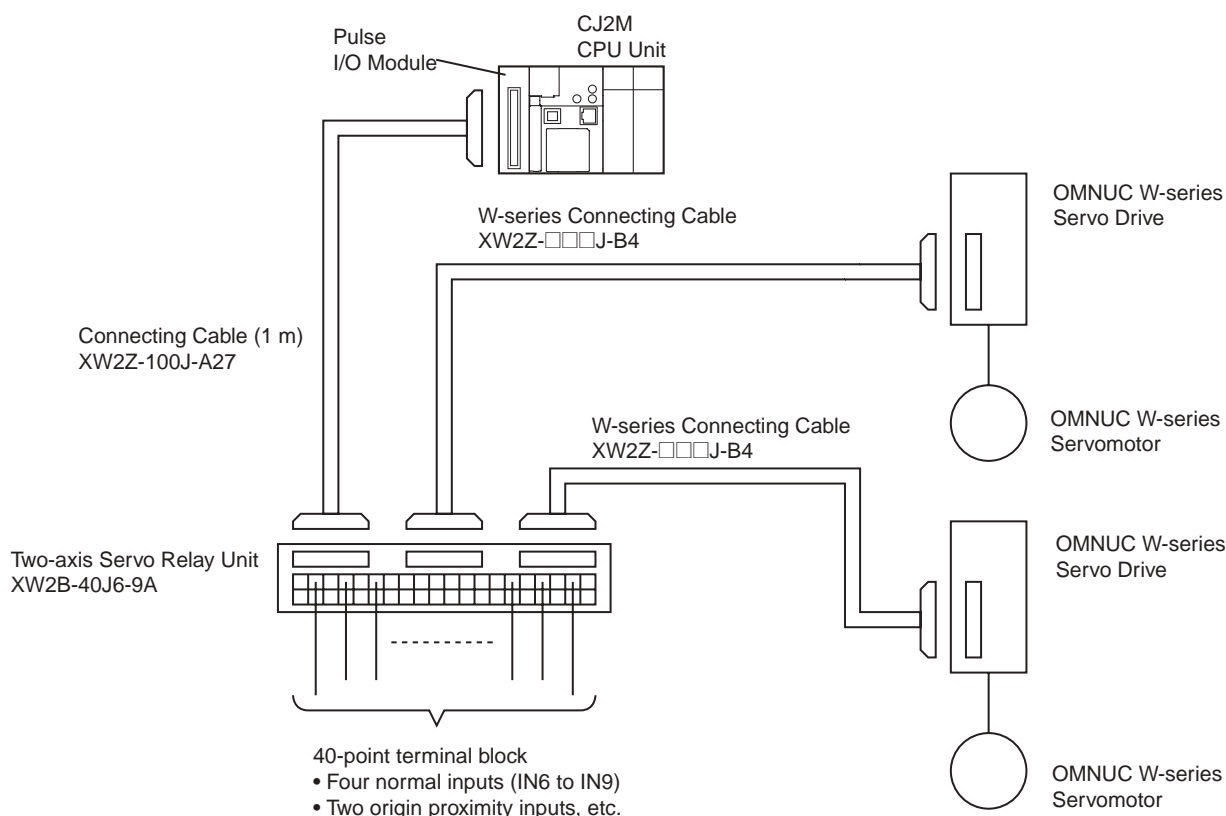 CJ2M
CPU Unit
Pulse
I/O Module
OMNUC W-series
Servo Drive
W-series Connecting Cable
XW2Z-□□□J-B4
Connecting Cable (1 m)
XW2Z-100J-A27
OMNUC W-series
Servomotor
W-series Connecting Cable
XW2Z-□□□J-B4
Two-axis Servo Relay Unit
XW2B-40J6-9A
OMNUC W-series
Servo Drive
40-point terminal block
• Four normal inputs (IN6 to IN9)
• Two origin proximity inputs, etc.
OMNUC W-series
Servomotor